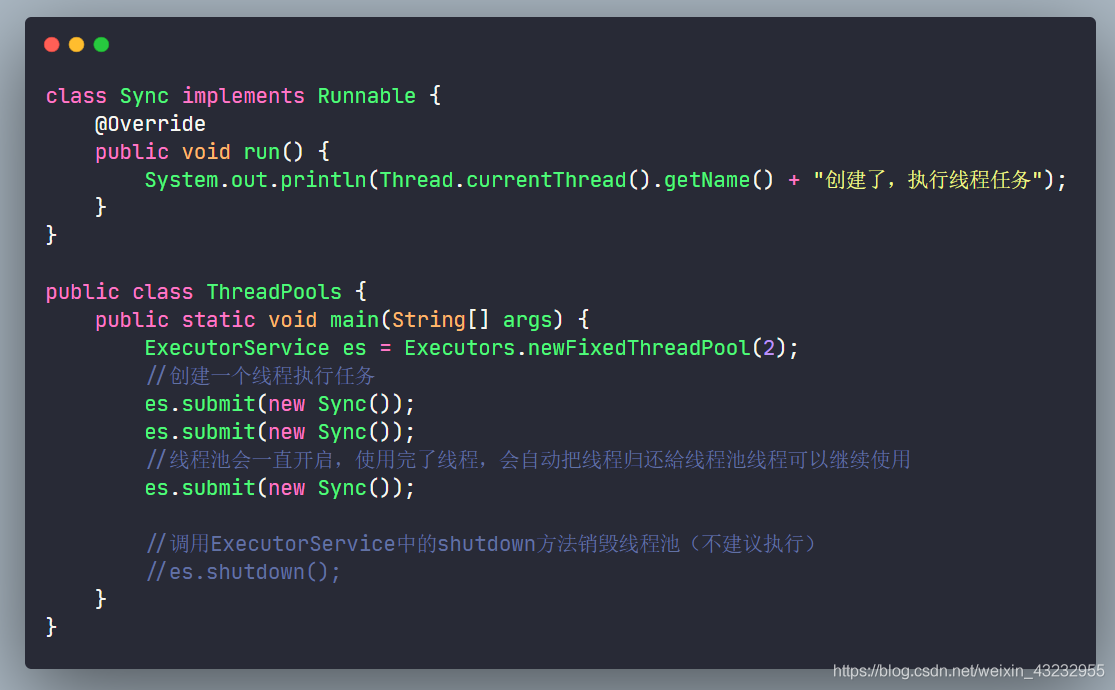 class Sync implements Runnable {
    @Override
    public void run() {
        System.out.println(Thread.currentThread().getName() + "创建了，执行线程任务");
    }
}

public class ThreadPools {
    public static void main(String[] args) {
        ExecutorService es = Executors.newFixedThreadPool(2);
        //创建一个线程执行任务
        es.submit(new Sync());
        es.submit(new Sync());
        //线程池会一直开启，使用完了线程，会自动把线程归还給线程池线程可以继续使用
        es.submit(new Sync());

        //调用ExecutorService中的shutdown方法销毁线程池（不建议执行）
        //es.shutdown();
    }
}
https://blog.csdn.net/weixin_43232955